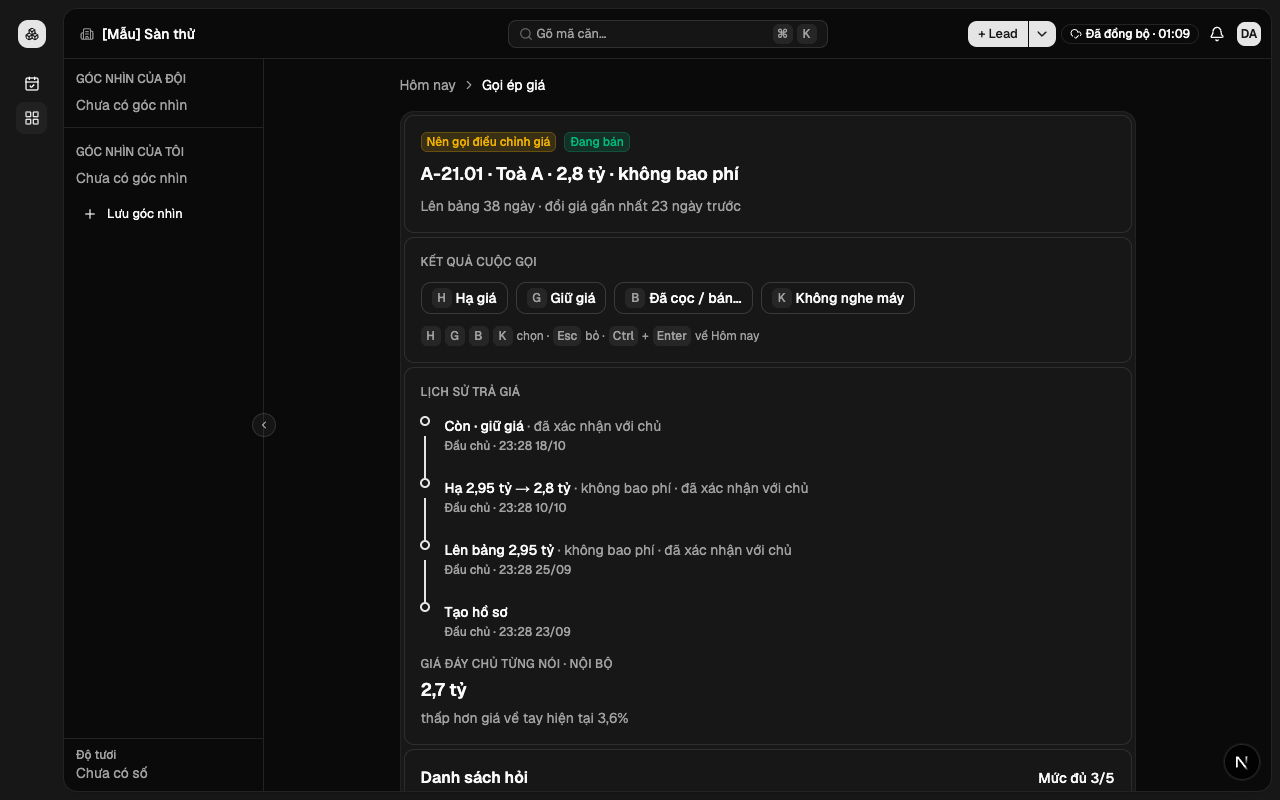 [Mẫu] Sàn thử
Gõ mã căn...
⌘ K
+ Lead
Đã đồng bộ · 01:09
DA
GÓC NHÌN CỦA ĐỘI
Chưa có góc nhìn
GÓC NHÌN CỦA TÔI
Chưa có góc nhìn
+ Lưu góc nhìn
Độ tươi
Chưa có số
Hôm nay > Gọi ép giá
Nên gọi điều chỉnh giá Đang bán
A-21.01 · Toà A · 2,8 tỷ · không bao phí
Lên bảng 38 ngày · đổi giá gần nhất 23 ngày trước
KẾT QUẢ CUỘC GỌI
H Hạ giá G Giữ giá B Đã cọc / bán... K Không nghe máy
H G B K chọn · Esc bỏ · Ctrl + Enter về Hôm nay
LỊCH SỬ TRẢ GIÁ
Còn · giữ giá · đã xác nhận với chủ
Đầu chủ · 23:28 18/10
Hạ 2,95 tỷ → 2,8 tỷ · không bao phí · đã xác nhận với chủ
Đầu chủ · 23:28 10/10
Lên bảng 2,95 tỷ · không bao phí · đã xác nhận với chủ
Đầu chủ · 23:28 25/09
Tạo hồ sơ
Đầu chủ · 23:28 23/09
GIÁ ĐÁY CHỦ TỪNG NÓI · NỘI BỘ
2,7 tỷ
thấp hơn giá về tay hiện tại 3,6%
Danh sách hỏi
Mức đủ 3/5
N